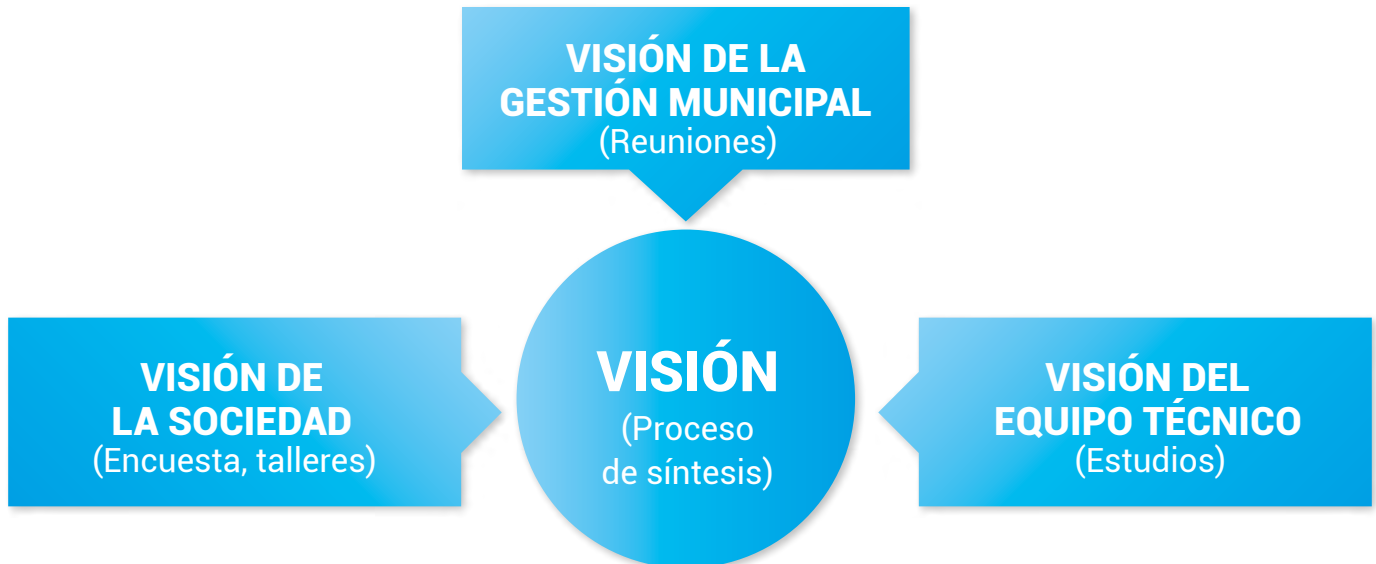 VISIÓN DE LA
GESTIÓN MUNICIPAL
(Reuniones)
VISIÓN DE
LA SOCIEDAD
(Encuesta, talleres)
VISIÓN
(Proceso
de síntesis)
VISIÓN DEL
EQUIPO TÉCNICO
(Estudios)